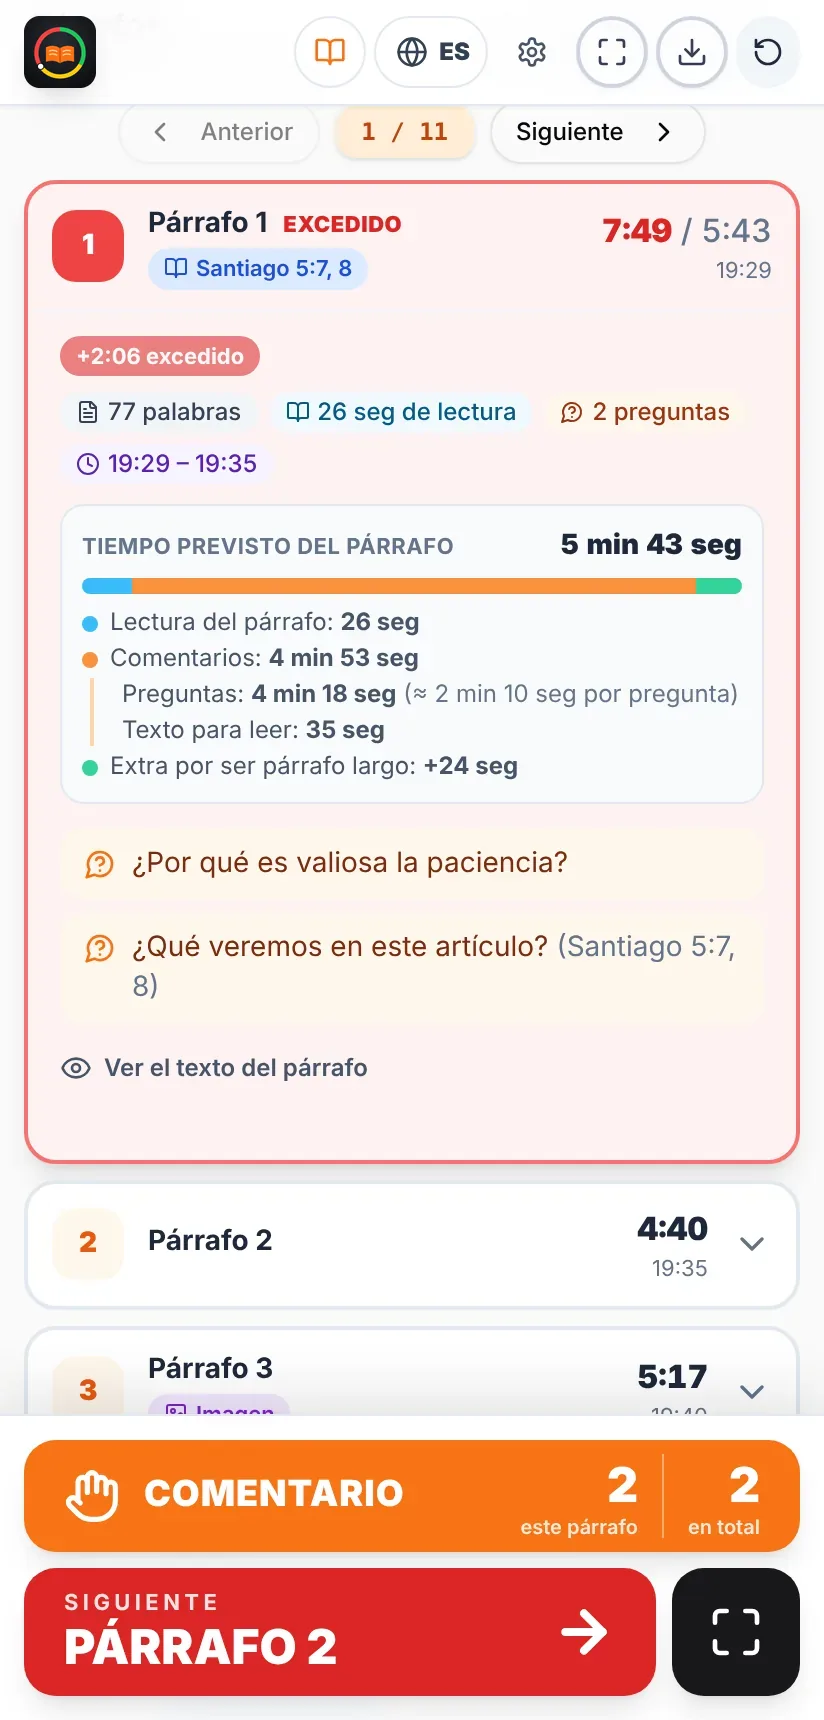 ES
Anterior
1 / 11
Siguiente
1
Párrafo 1 EXCEDIDO
7:49 / 5:43
Santiago 5:7, 8
19:29
+2:06 excedido
77 palabras
26 seg de lectura
2 preguntas
19:29 – 19:35
TIEMPO PREVISTO DEL PÁRRAFO
5 min 43 seg
Lectura del párrafo: 26 seg
Comentarios: 4 min 53 seg
Preguntas: 4 min 18 seg (≈ 2 min 10 seg por pregunta)
Texto para leer: 35 seg
Extra por ser párrafo largo: +24 seg
¿Por qué es valiosa la paciencia?
¿Qué veremos en este artículo? (Santiago 5:7,
8)
Ver el texto del párrafo
2
Párrafo 2
4:40
19:35
3
Párrafo 3
5:17
Imagen
19:40
COMENTARIO
2
este párrafo
2
en total
SIGUIENTE
PÁRRAFO 2